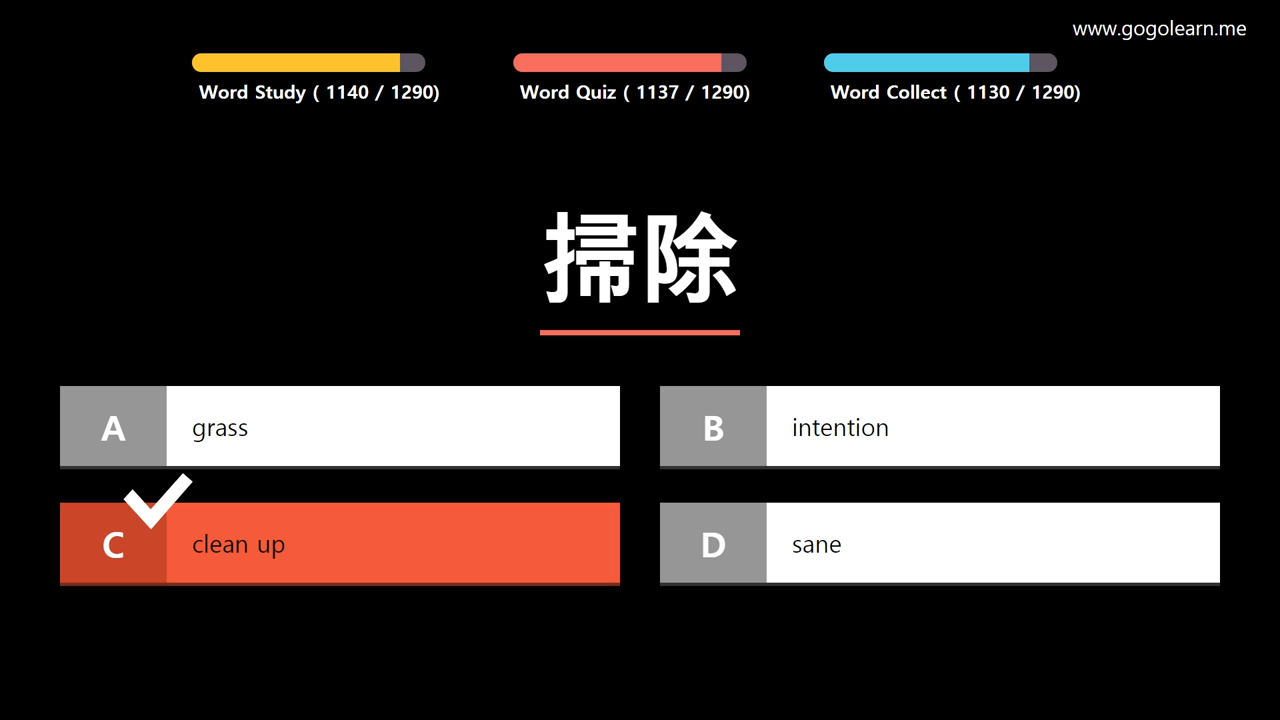 www.gogolearn.me
Word Study ( 1140 / 1290)
Word Quiz ( 1137 / 1290)
Word Collect ( 1130 / 1290)
掃除
A grass
B intention
C clean up
D sane